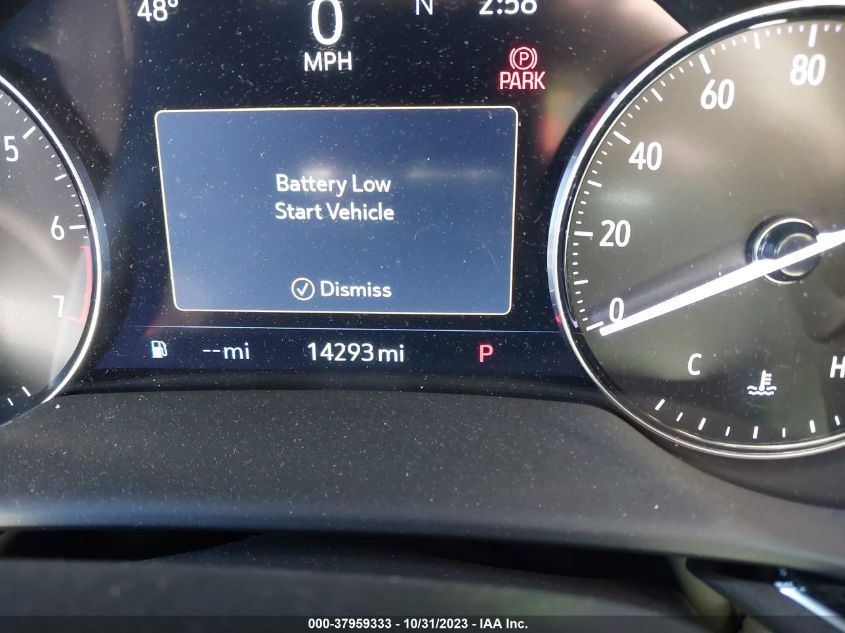 48° N 2:58
0
MPH
PARK
Battery Low
Start Vehicle
Dismiss
--mi 14293mi P
5
6
7
0
20
40
60
80
C H
000-37959333 - 10/31/2023 - IAA Inc.